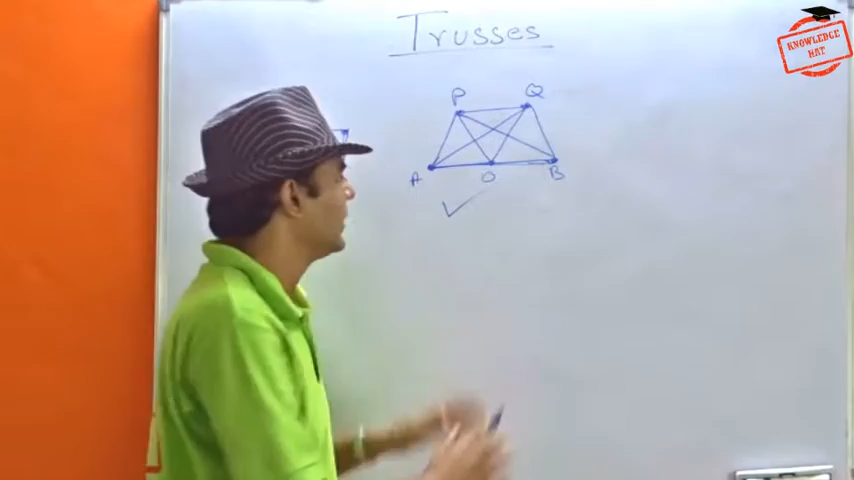 Trusses
KNOWLEDGE
HAT
P Q
A O B